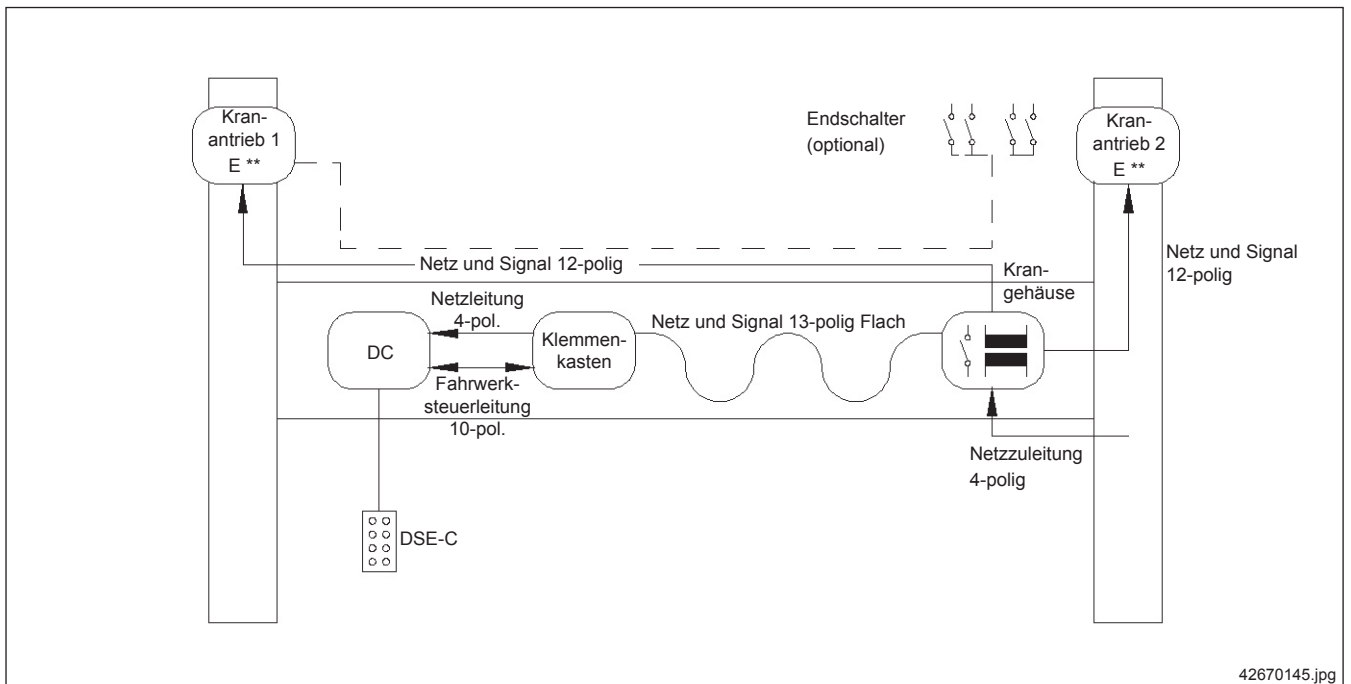 Kran-
antrieb 1
E **
Endschalter
(optional)
Kran-
antrieb 2
E **
Netz und Signal 12-polig
Netz und Signal
12-polig
Kran-
gehäuse
Netzleitung
4-pol.
DC
Klemmen-
kasten
Netz und Signal 13-polig Flach
Fahrwerk-
steuerleitung
10-pol.
Netzzuleitung
4-polig
DSE-C
42670145.jpg